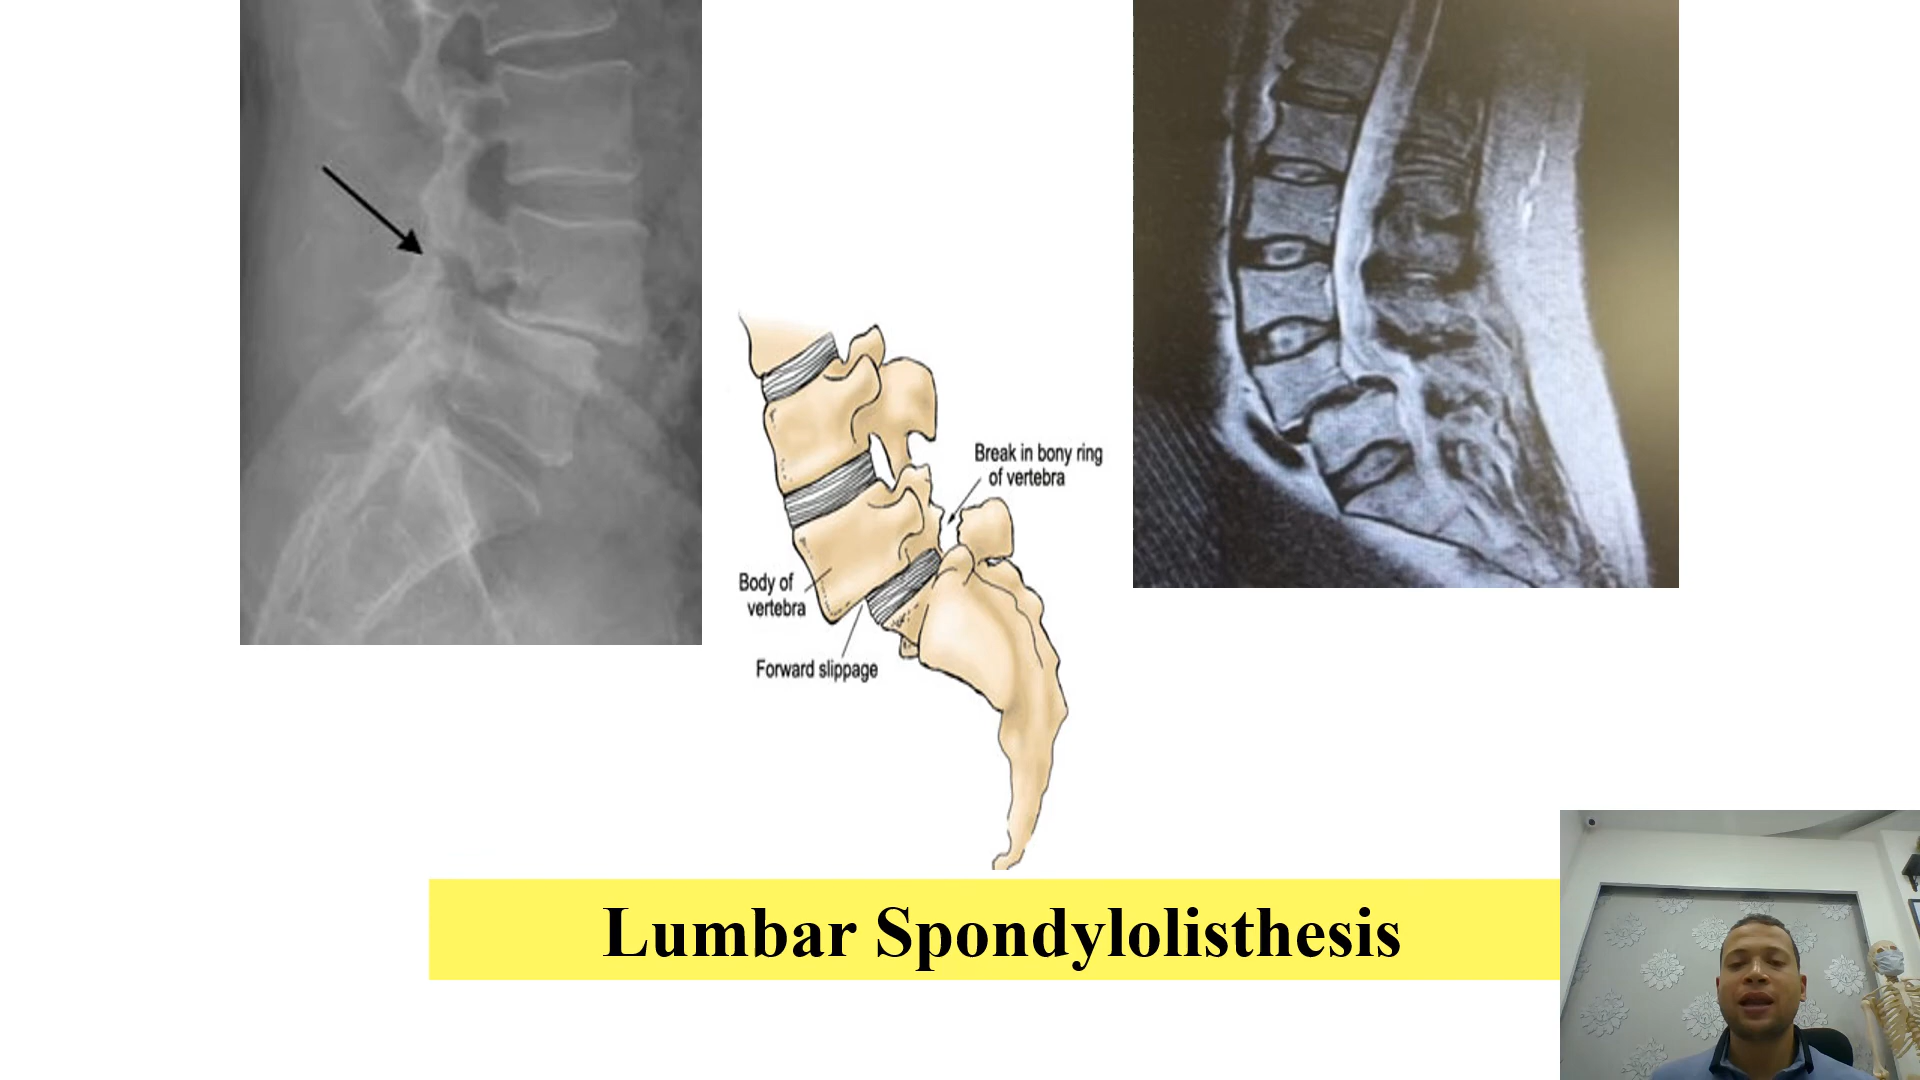 Break in bony ring
of vertebra
Body of
vertebra
Forward slippage
Lumbar Spondylolisthesis